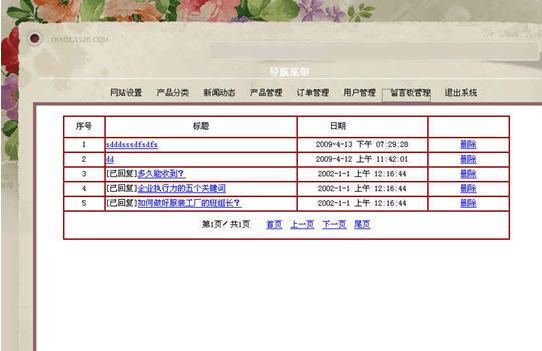 导航菜单
网站设置 产品分类 新闻动态 产品管理 订单管理 用户管理 留言板管理 退出系统
序号 标题 日期
1 sdddsssdfsdfs 2009-4-13 下午 07:29:28 删除
2 dd 2009-4-12 上午 11:42:01 删除
3 [已回复]多久能收到? 2002-1-1 上午 12:16:44 删除
4 [已回复]企业执行力的五个关键词 2002-1-1 上午 12:16:44 删除
5 [已回复]如何做好服装工厂的班组长? 2002-1-1 上午 12:16:44 删除
第1页/共1页 首页 上一页 下一页 尾页